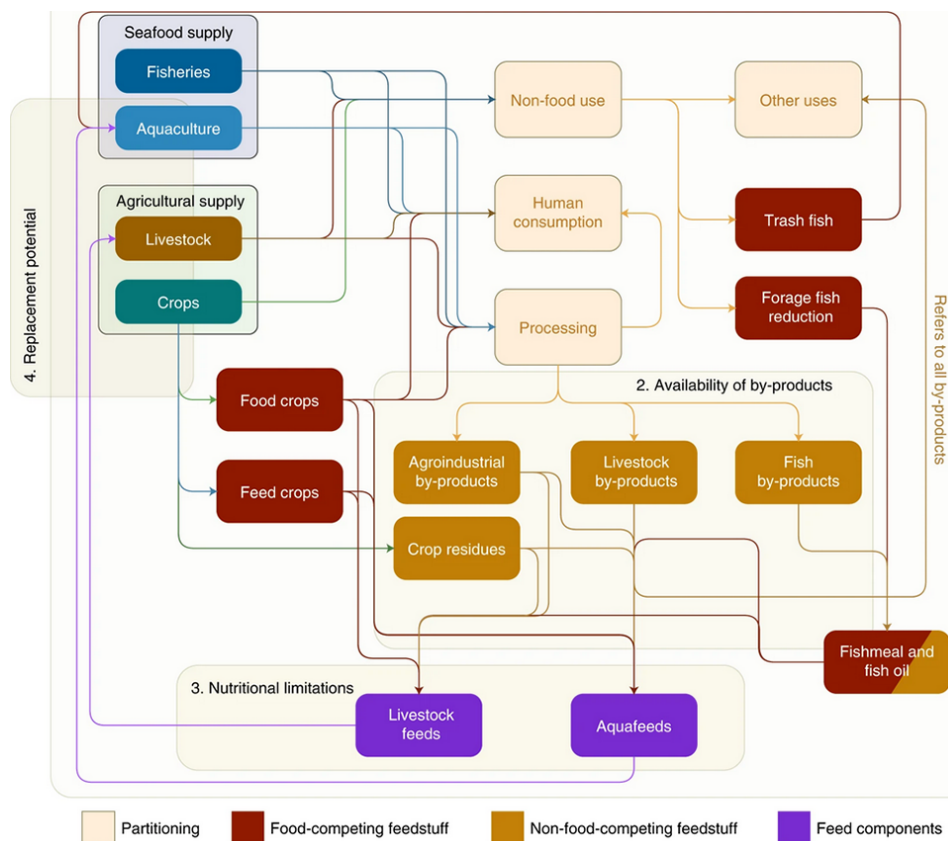 Seafood supply
Fisheries
Aquaculture
Agricultural supply
Livestock
Crops
4. Replacement potential
Non-food use
Other uses
Human
consumption
Trash fish
Processing
Forage fish
reduction
Refers to all by-products
Food crops
Feed crops
2. Availability of by-products
Agroindustrial
by-products
Livestock
by-products
Fish
by-products
Crop residues
Fishmeal and
fish oil
3. Nutritional limitations
Livestock
feeds
Aquafeeds
Partitioning
Food-competing feedstuff
Non-food-competing feedstuff
Feed components